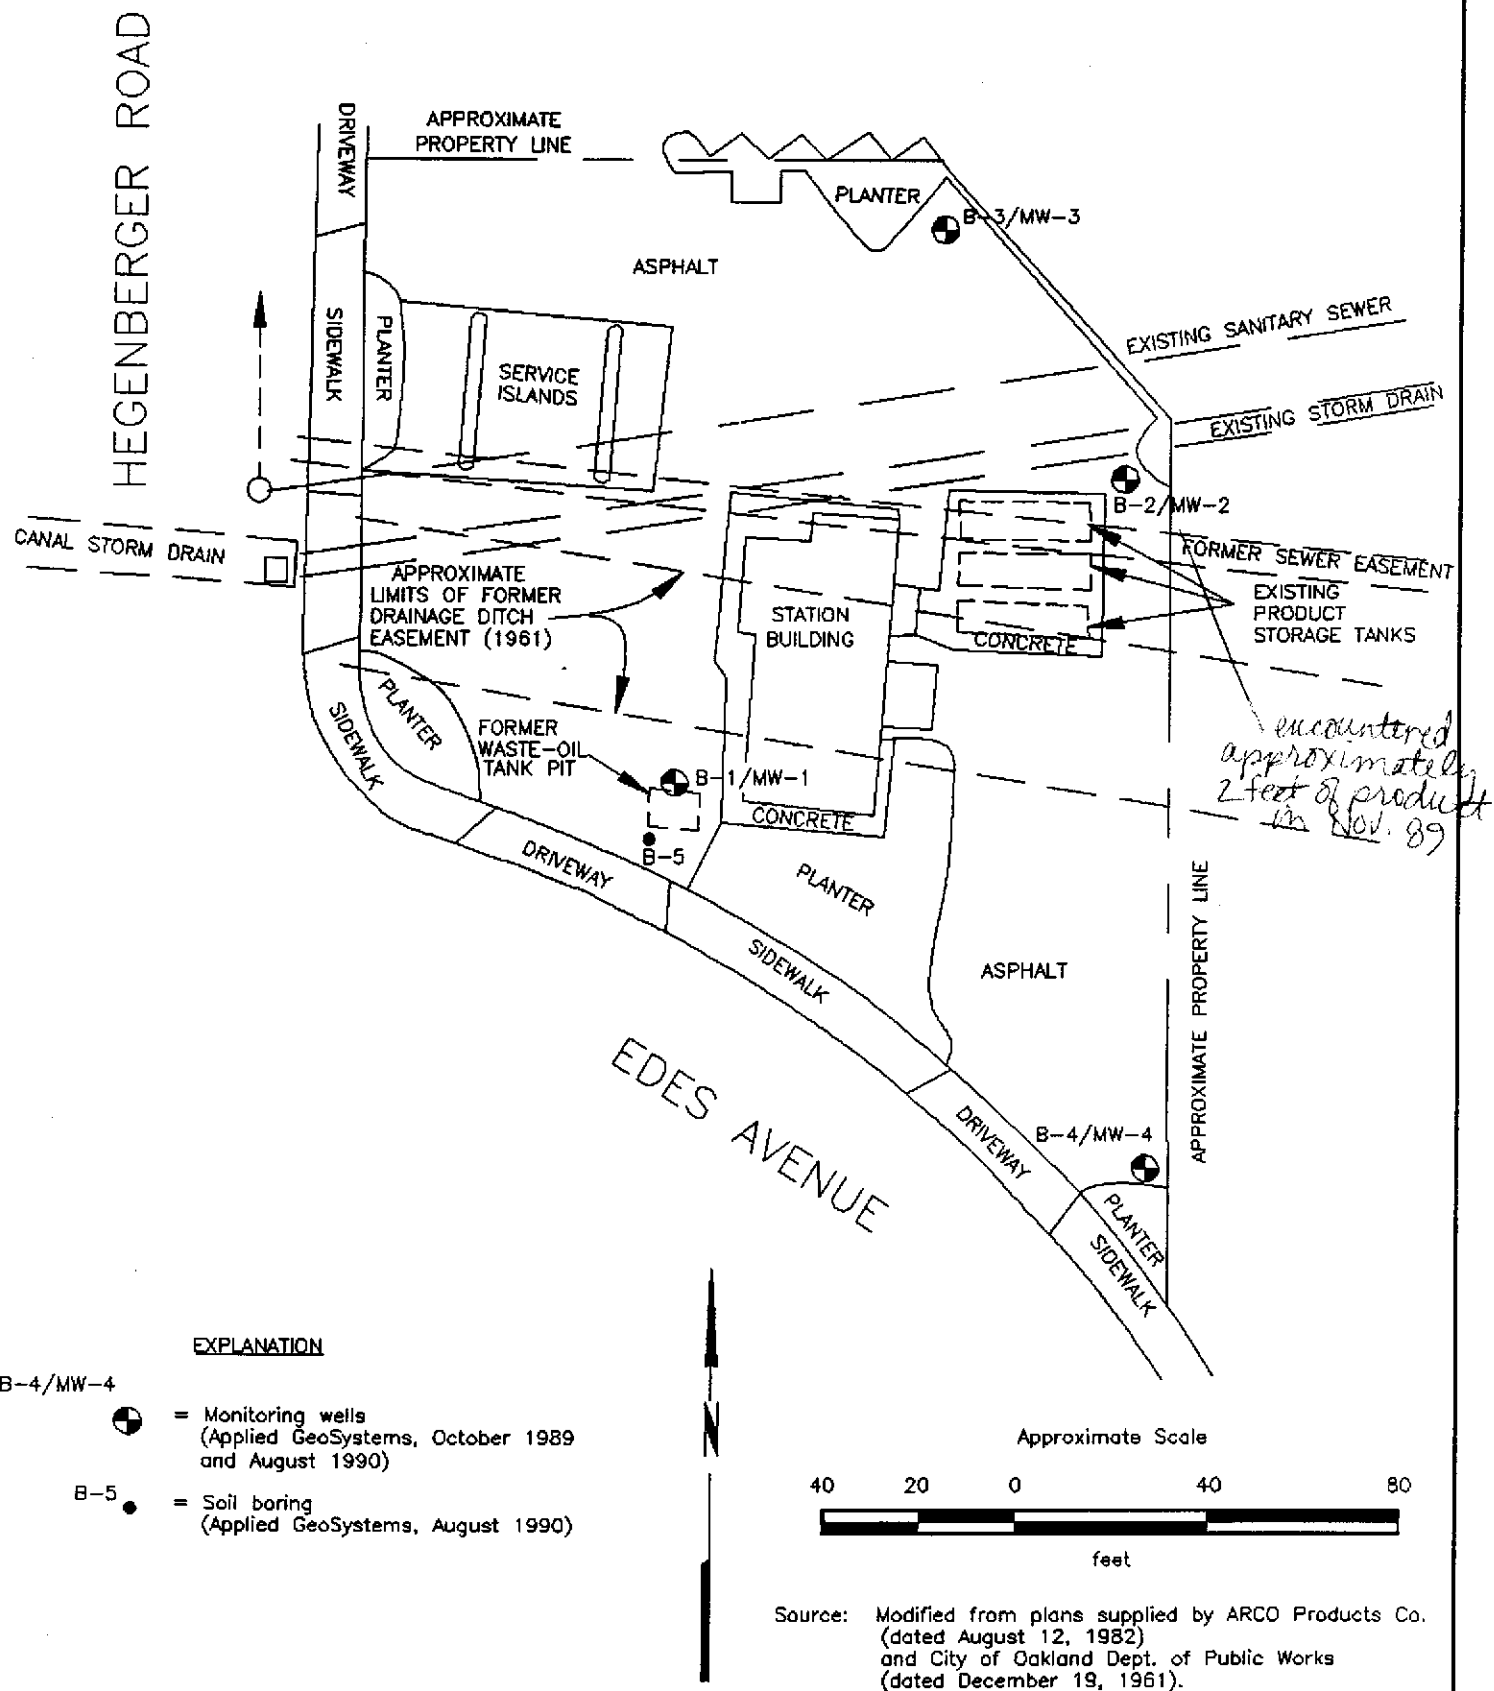 HEGENBERGER ROAD
DRIVEWAY
APPROXIMATE
PROPERTY LINE
PLANTER
B-3/MW-3
ASPHALT
SIDEWALK
PLANTER
SERVICE
ISLANDS
EXISTING SANITARY SEWER
EXISTING STORM DRAIN
B-2/MW-2
CANAL STORM DRAIN
FORMER SEWER EASEMENT
APPROXIMATE
LIMITS OF FORMER
DRAINAGE DITCH
EASEMENT (1961)
STATION
BUILDING
EXISTING
PRODUCT
STORAGE TANKS
CONCRETE
SIDEWALK
PLANTER
FORMER
WASTE-OIL
TANK PIT
B-1/MW-1
encountered
approximately
2 feet of product
in Nov. 89
CONCRETE
B-5
DRIVEWAY
PLANTER
SIDEWALK
ASPHALT
APPROXIMATE PROPERTY LINE
EDES AVENUE
DRIVEWAY
B-4/MW-4
PLANTER
SIDEWALK
EXPLANATION
B-4/MW-4
= Monitoring wells
(Applied GeoSystems, October 1989
and August 1990)
B-5
= Soil boring
(Applied GeoSystems, August 1990)
N
Approximate Scale
40 20 0 40 80
feet
Source: Modified from plans supplied by ARCO Products Co.
(dated August 12, 1982)
and City of Oakland Dept. of Public Works
(dated December 19, 1961).